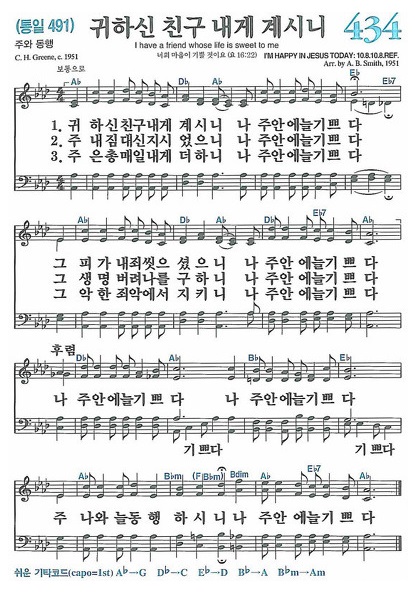 (통일 491) 귀하신 친구 내게 계시니 434
주와 동행 I have a friend whose life is sweet to me
C. H. Greene, c. 1951 너희 마음이 기쁠 것이요 (요 16:22) I'M HAPPY IN JESUS TODAY: 10.8.10.8.REF.
Arr. by A. B. Smith, 1951
보통으로
A♭ D♭ A♭ E♭
1. 귀 하신친구내게 계시니 나 주안에늘기쁘 다
2. 주 내짐대신지시 었으니 나 주안에늘기쁘 다
3. 주 은총매일내게 더하니 나 주안에늘기쁘 다
A♭ D♭ A♭ E♭7 A♭
그 피가내죄씻으 셨으니 나주안 에늘기쁘 다
그 생명버려나를 구하니 나주안 에늘기쁘 다
그 악한죄악에서 지키니 나주안 에늘기쁘 다
후렴
A♭ D♭ A♭ B♭ E♭
나 주안에늘기쁘 다 나 주안 에늘기쁘 다
기쁘다 기쁘다
A♭ B♭m (F B♭m) Bdim A♭ E♭7 A♭
주 나와늘동행 하시니나 주안에늘기쁘 다
쉬운 기타코드(capo=1st) A♭→G D♭→C E♭→D B♭→A B♭m→Am